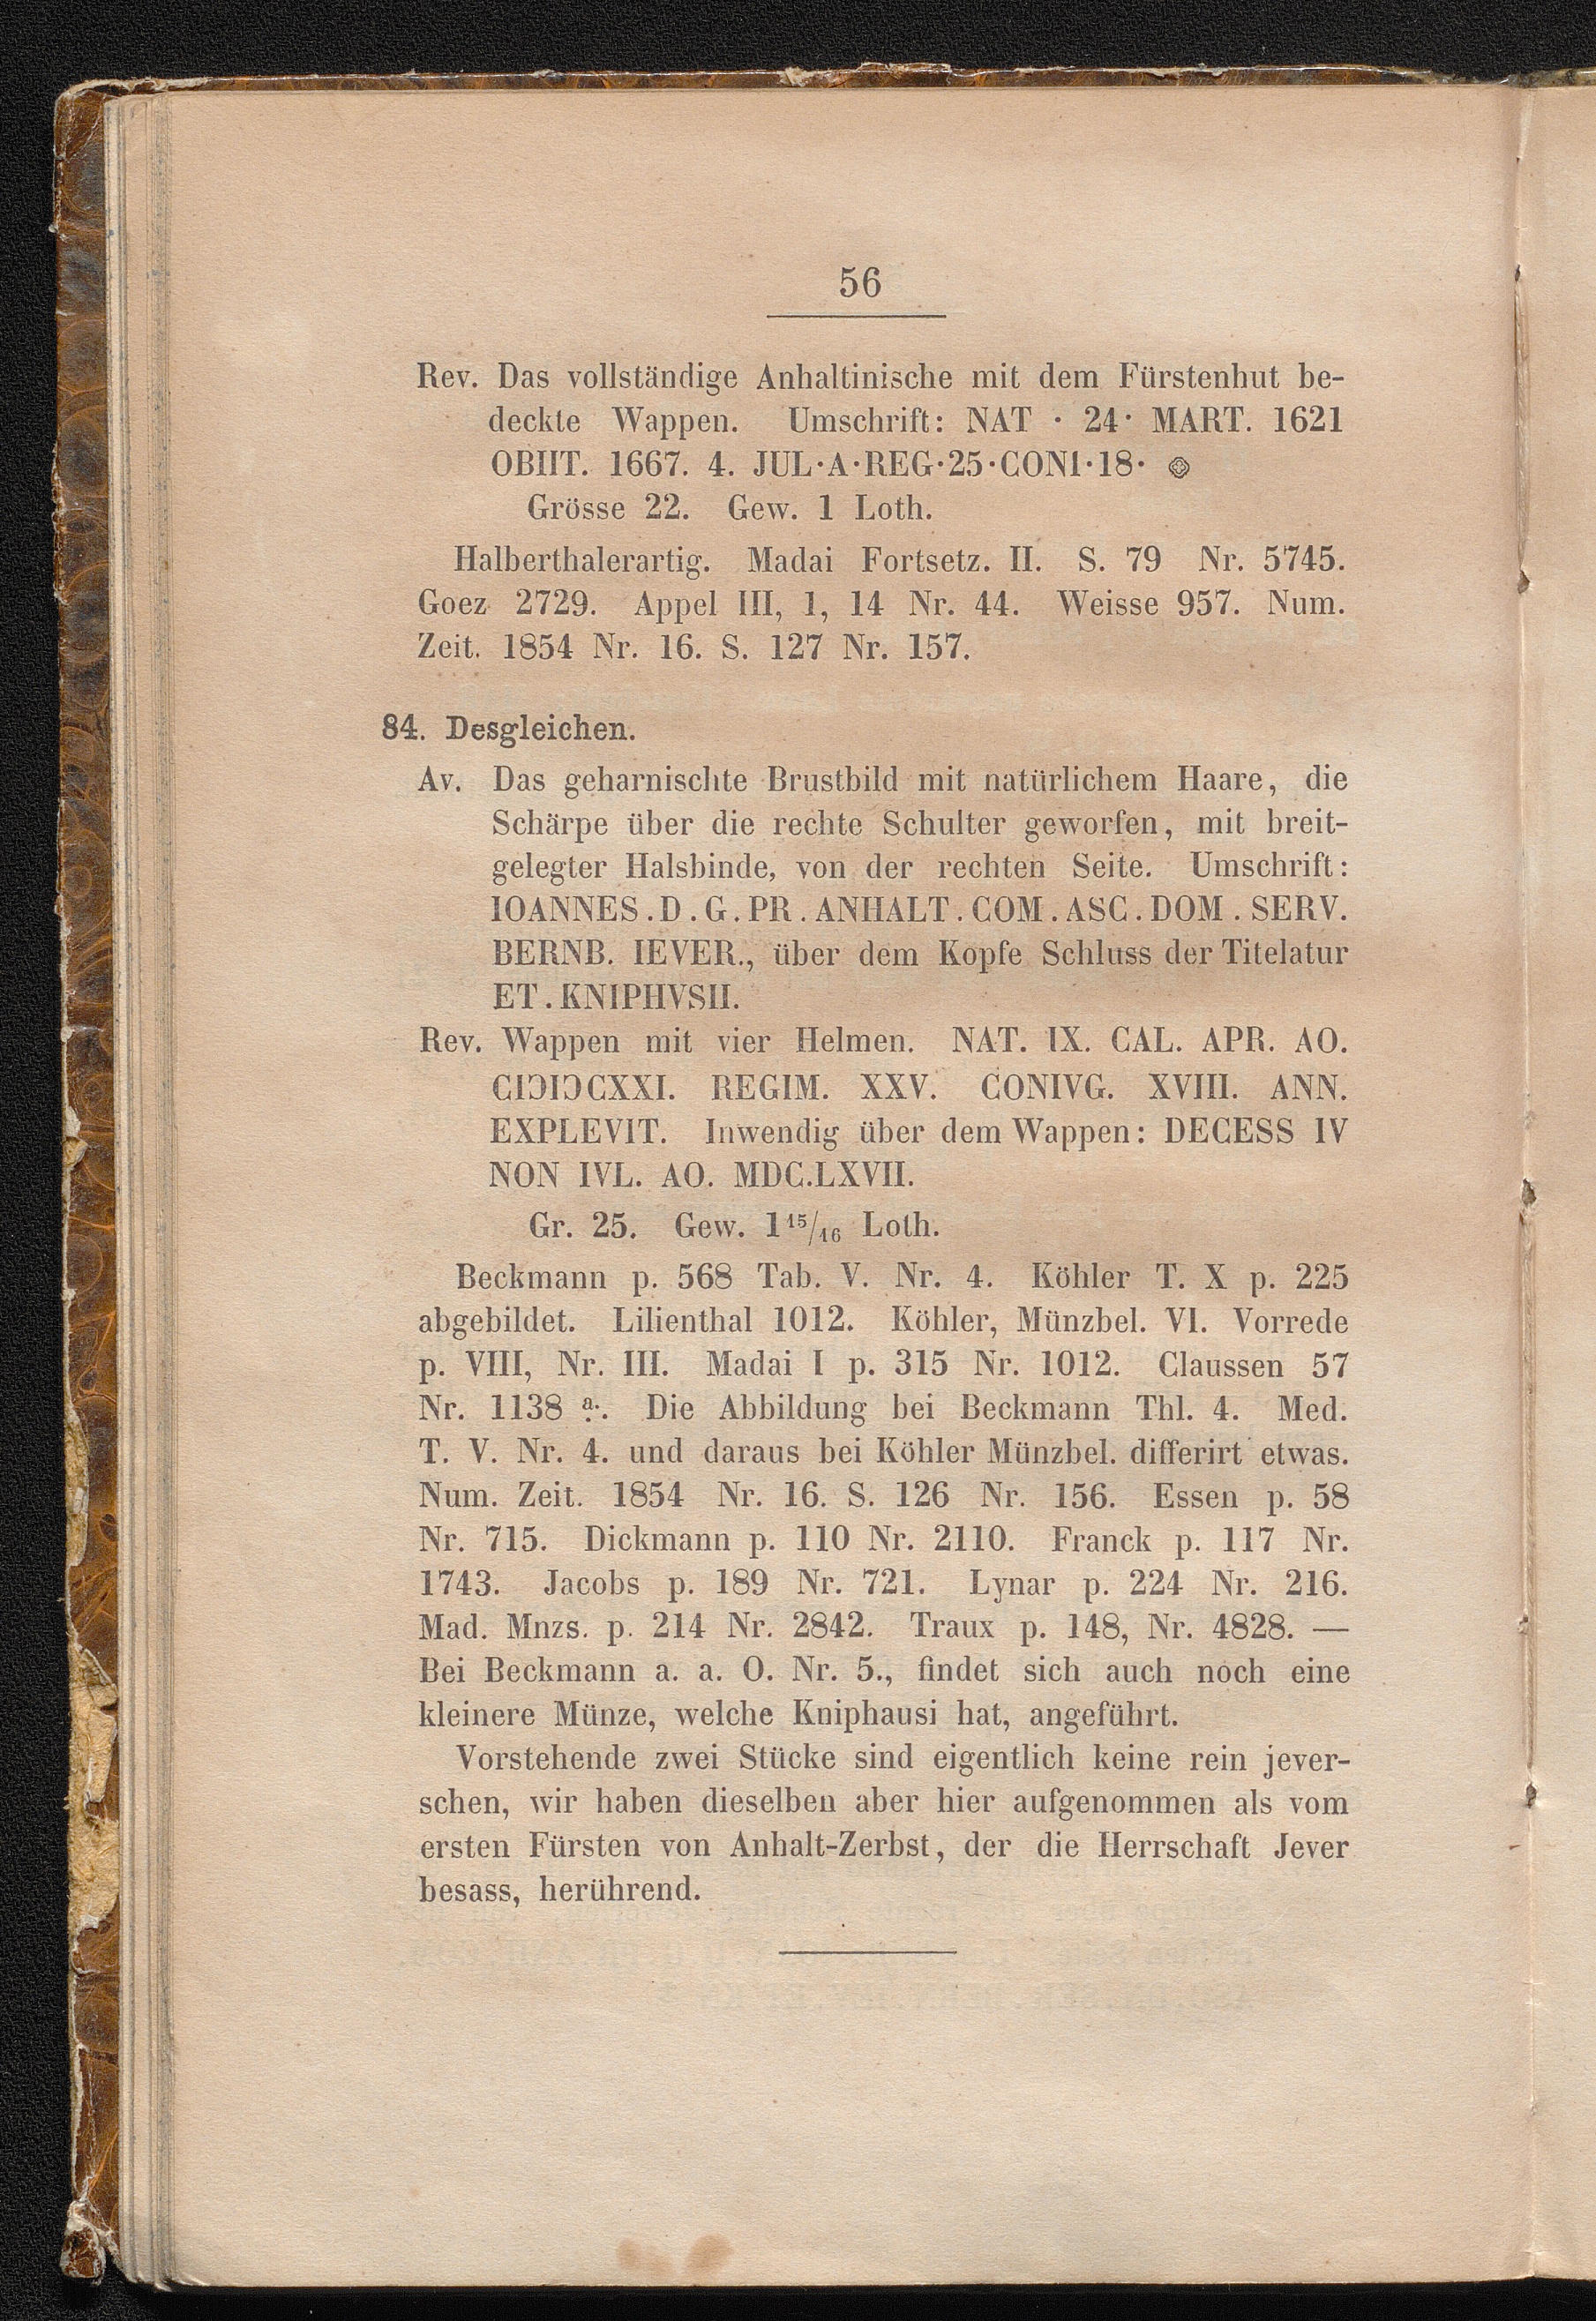 56
Rev. Das vollständige Anhaltinische mit dem Fürstenhut be-
deckte Wappen. Umschrift: NAT · 24· MART. 1621
OBIIT. 1667. 4. JUL·A·REG·25·CONI·18·
Grösse 22. Gew. 1 Loth.
Halberthalerartig. Madai Fortsetz. II. S. 79 Nr. 5745.
Goez 2729. Appel III, 1, 14 Nr. 44. Weisse 957. Num.
Zeit. 1854 Nr. 16. S. 127 Nr. 157.
84. Desgleichen.
Av. Das geharnischte Brustbild mit natürlichem Haare, die
Schärpe über die rechte Schulter geworfen, mit breit-
gelegter Halsbinde, von der rechten Seite. Umschrift:
IOANNES.D.G.PR.ANHALT.COM.ASC.DOM.SERV.
BERNB. IEVER., über dem Kopfe Schluss der Titelatur
ET.KNIPHVSII.
Rev. Wappen mit vier Helmen. NAT. IX. CAL. APR. AO.
CIƆIƆCXXI. REGIM. XXV. CONIVG. XVIII. ANN.
EXPLEVIT. Inwendig über dem Wappen: DECESS IV
NON IVL. AO. MDC.LXVII.
Gr. 25. Gew. 1 15/16 Loth.
Beckmann p. 568 Tab. V. Nr. 4. Köhler T. X p. 225
abgebildet. Lilienthal 1012. Köhler, Münzbel. VI. Vorrede
p. VIII, Nr. III. Madai I p. 315 Nr. 1012. Claussen 57
Nr. 1138 a.. Die Abbildung bei Beckmann Thl. 4. Med.
T. V. Nr. 4. und daraus bei Köhler Münzbel. differirt etwas.
Num. Zeit. 1854 Nr. 16. S. 126 Nr. 156. Essen p. 58
Nr. 715. Dickmann p. 110 Nr. 2110. Franck p. 117 Nr.
1743. Jacobs p. 189 Nr. 721. Lynar p. 224 Nr. 216.
Mad. Mnzs. p. 214 Nr. 2842. Traux p. 148, Nr. 4828. —
Bei Beckmann a. a. O. Nr. 5., findet sich auch noch eine
kleinere Münze, welche Kniphausi hat, angeführt.
Vorstehende zwei Stücke sind eigentlich keine rein jever-
schen, wir haben dieselben aber hier aufgenommen als vom
ersten Fürsten von Anhalt-Zerbst, der die Herrschaft Jever
besass, herührend.